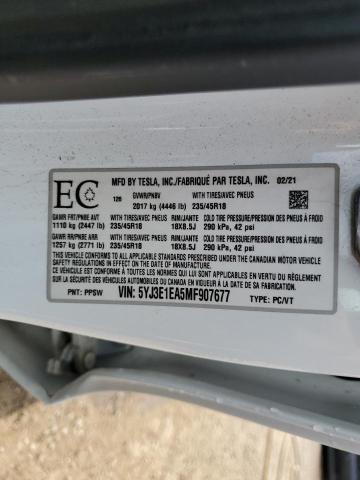 EC
MFD BY TESLA, INC./FABRIQUÉ PAR TESLA, INC. 02/21
120 GVWR/PNBV WITH TIRES/AVEC PNEUS
2017 kg (4446 lb) 235/45R18
GAWR FRT/PNBE AVT WITH TIRES/AVEC PNEUS RIM/JANTE COLD TIRE PRESSURE/PRESSION DES PNEUS À FROID
1110 kg (2447 lb) 235/45R18 18X8.5J 290 kPa, 42 psi
GAWR RR/PNBE ARR WITH TIRES/AVEC PNEUS RIM/JANTE COLD TIRE PRESSURE/PRESSION DES PNEUS À FROID
1257 kg (2771 lb) 235/45R18 18X8.5J 290 kPa, 42 psi
THIS VEHICLE CONFORMS TO ALL APPLICABLE STANDARDS PRESCRIBED UNDER THE CANADIAN MOTOR VEHICLE
SAFETY REGULATIONS IN EFFECT ON THE DATE OF MANUFACTURE.
CE VÉHICULE EST CONFORME À TOUTES LES NORMES QUI LUI SONT APPLICABLES EN VERTU DU RÈGLEMENT
SUR LA SÉCURITÉ DES VÉHICULES AUTOMOBILES DU CANADA EN VIGUEUR À LA DATE DE SA FABRICATION.
PNT: PPSW VIN: 5YJ3E1EA5MF907677 TYPE: PC/VT